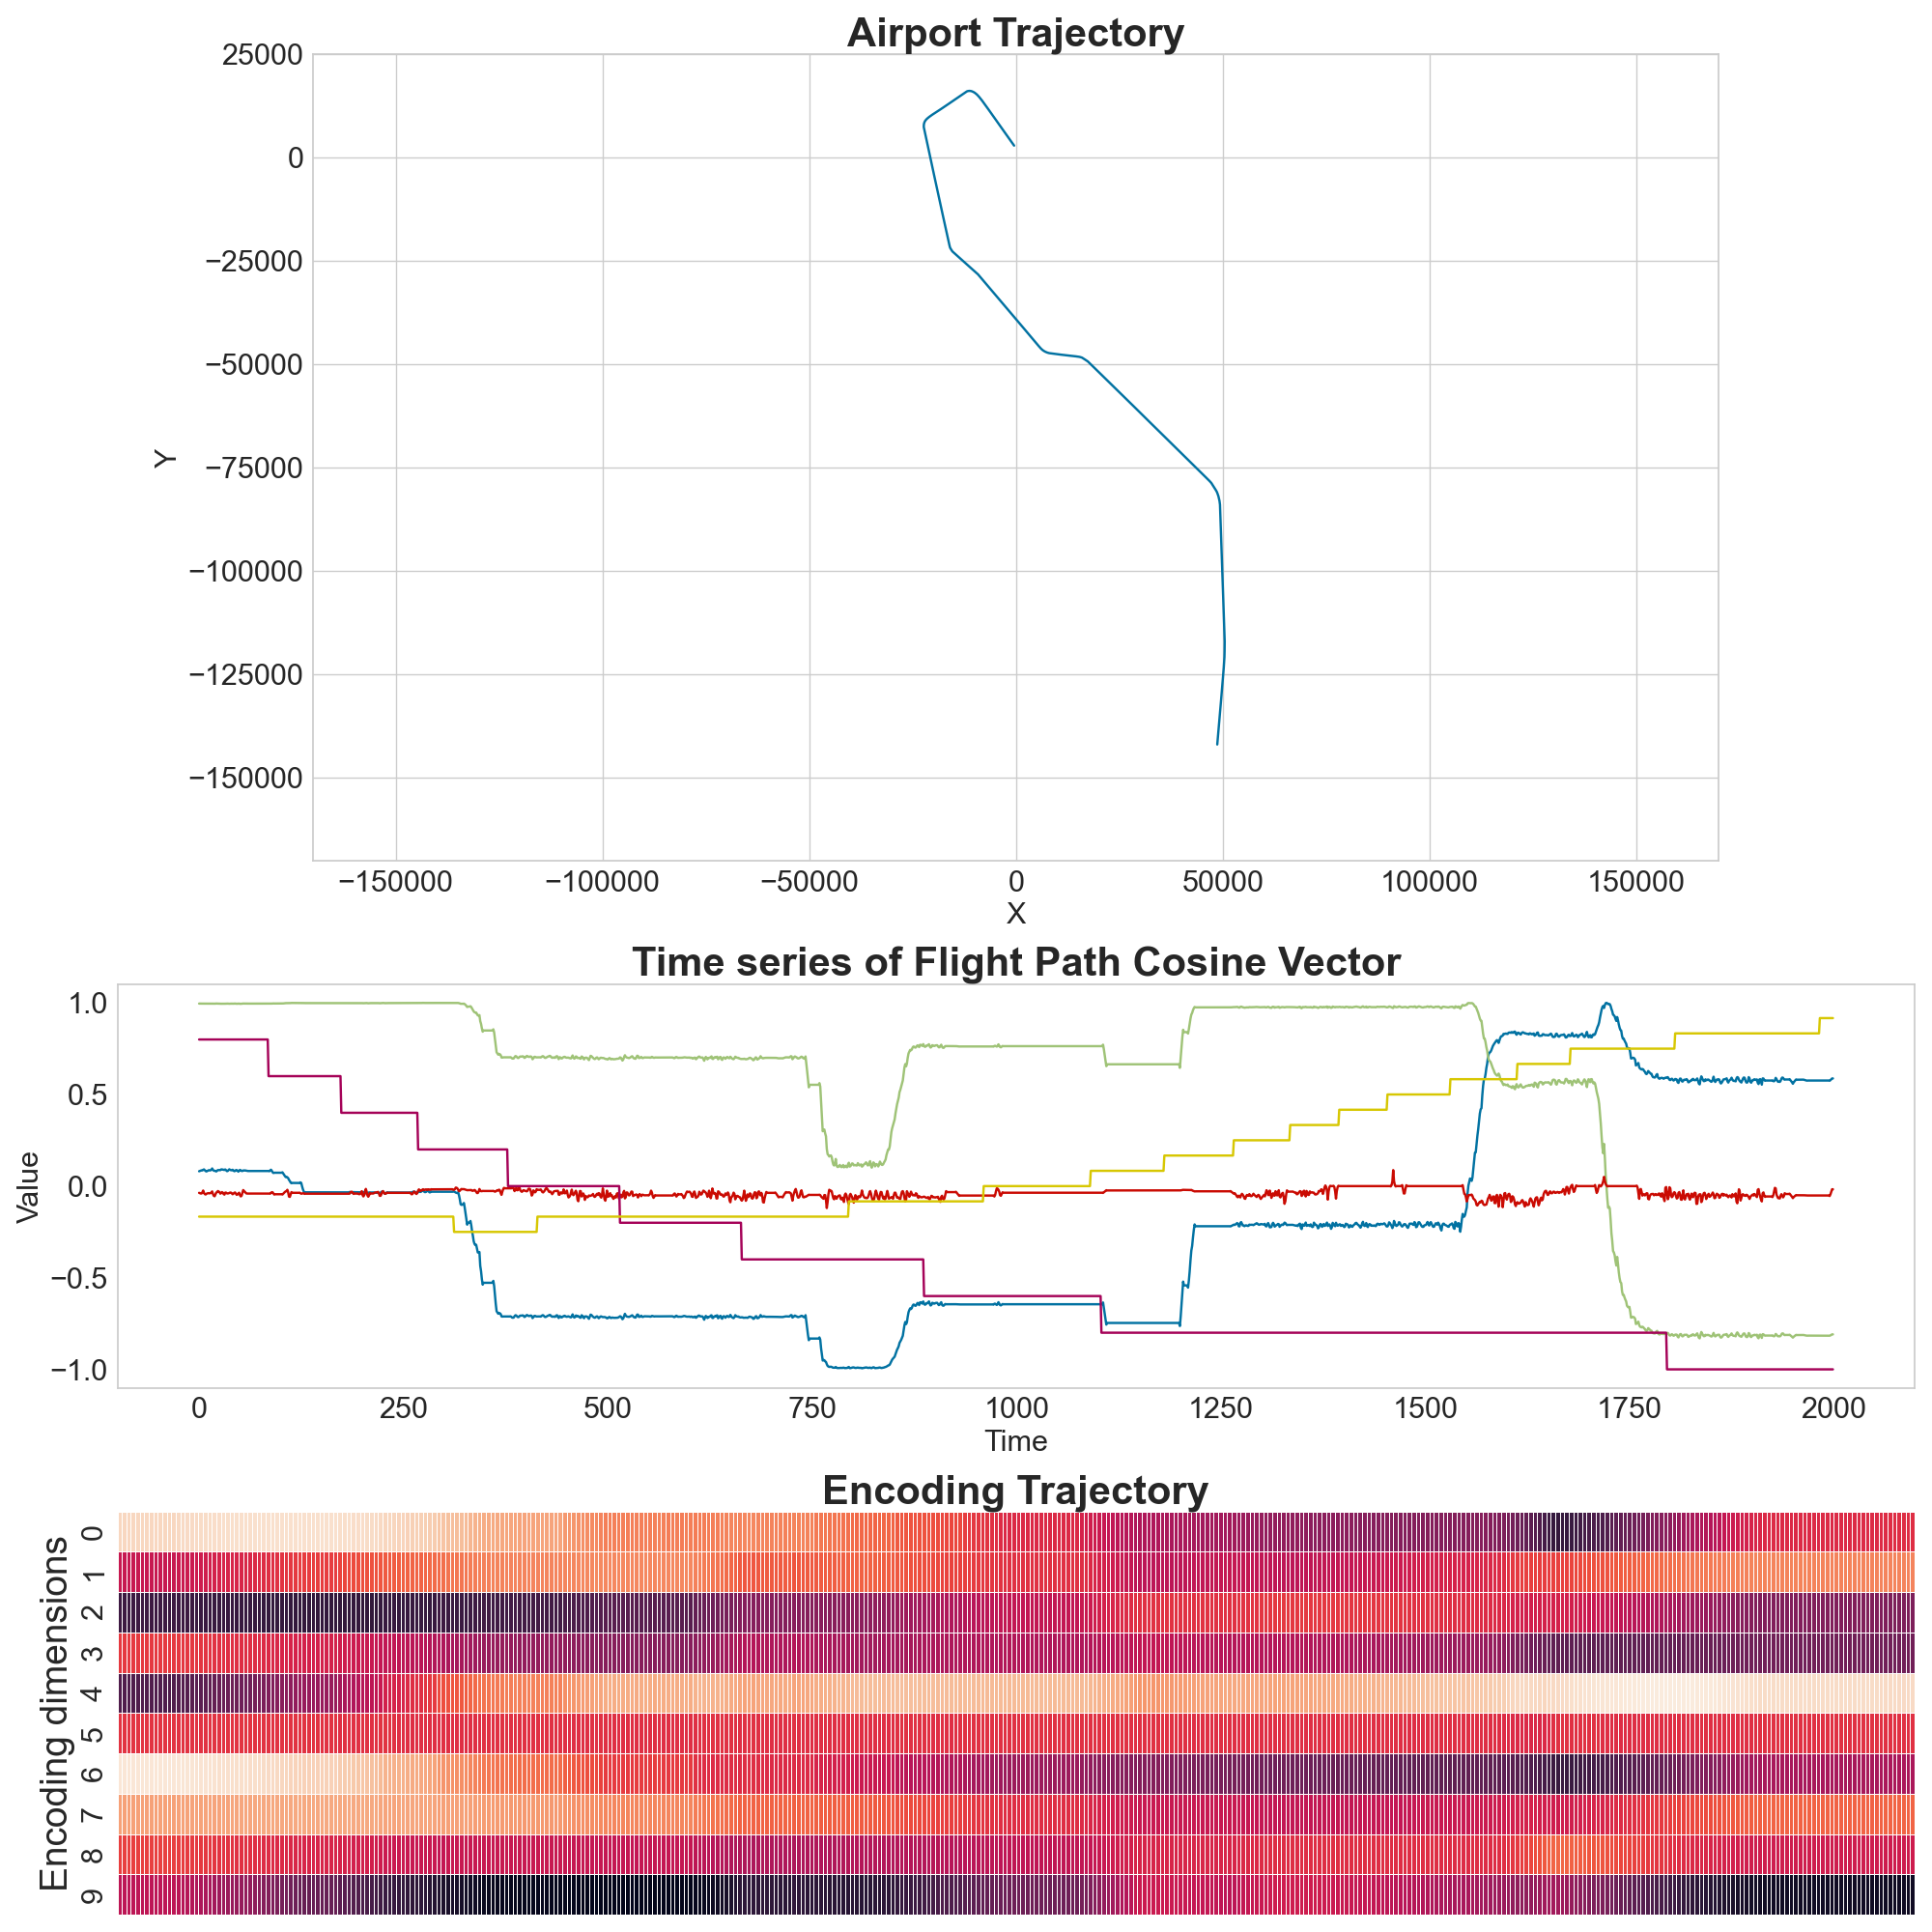 Airport Trajectory
25000
0
−25000
−50000
−75000
−100000
−125000
−150000
Y
−150000 −100000 −50000 0 50000 100000 150000
X
Time series of Flight Path Cosine Vector
1.0
0.5
0.0
−0.5
−1.0
Value
0 250 500 750 1000 1250 1500 1750 2000
Time
Encoding Trajectory
Encoding dimensions
0
1
2
3
4
5
6
7
8
9